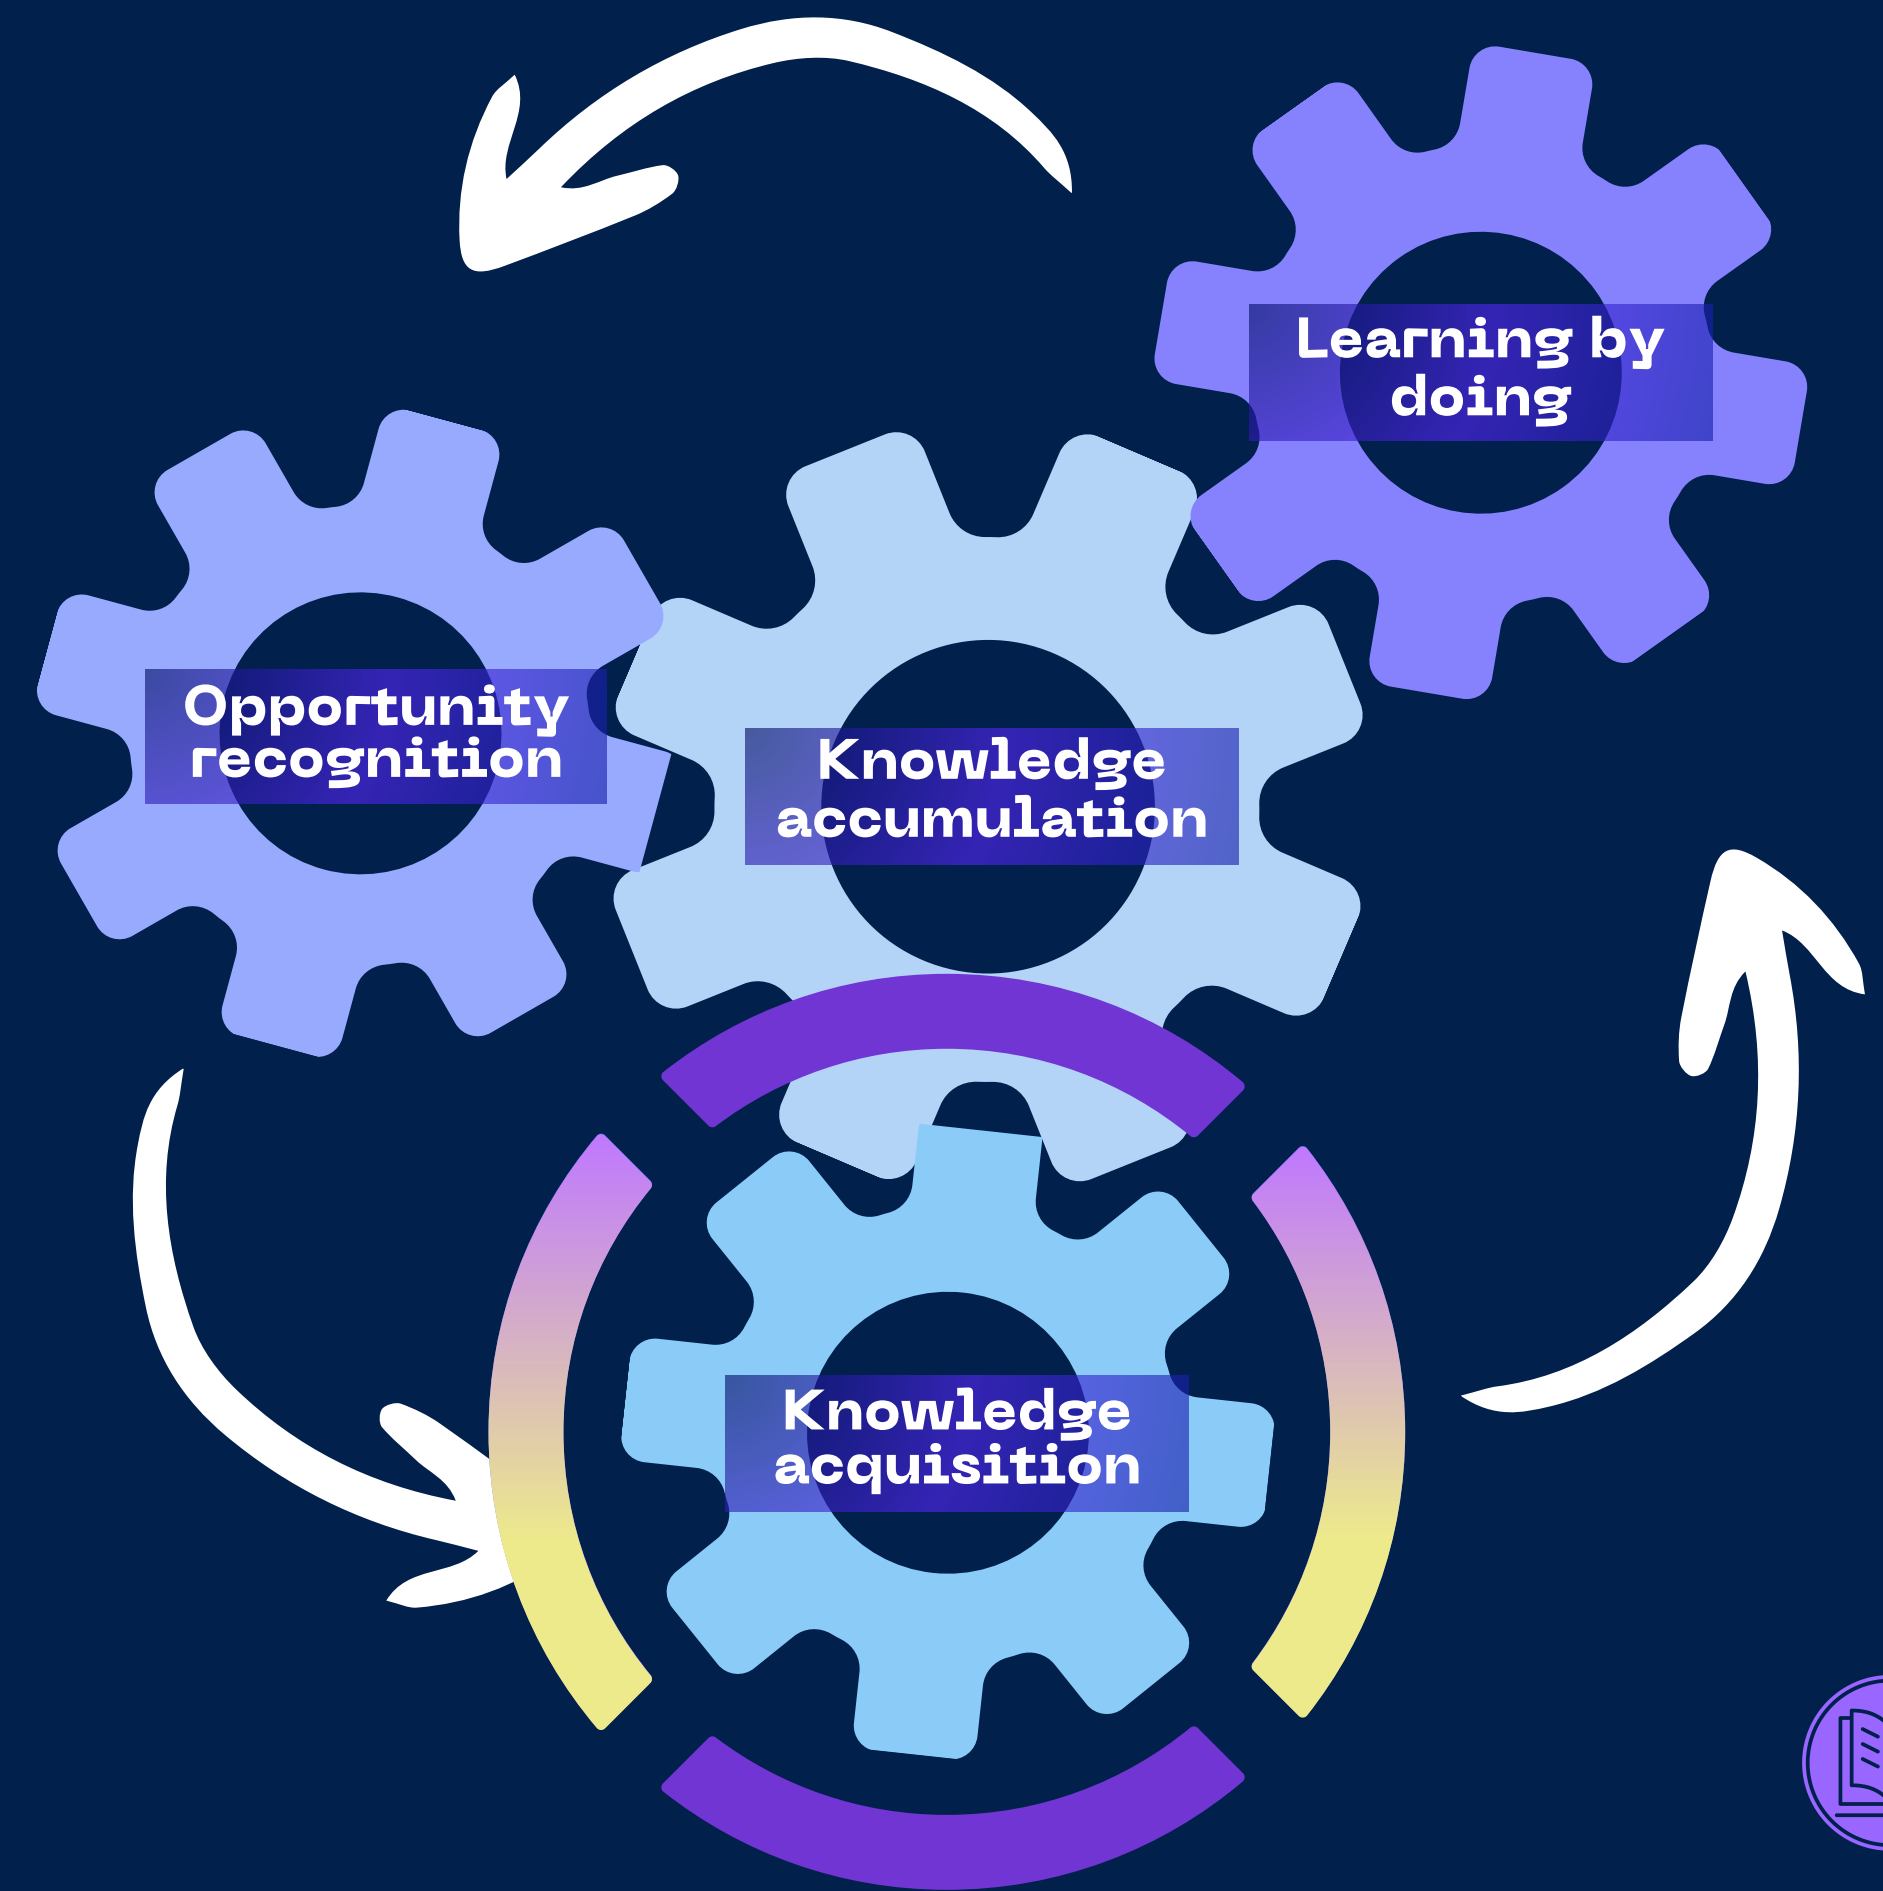 Learning by
doing
Opportunity
recognition
Knowledge
accumulation
Knowledge
acquisition